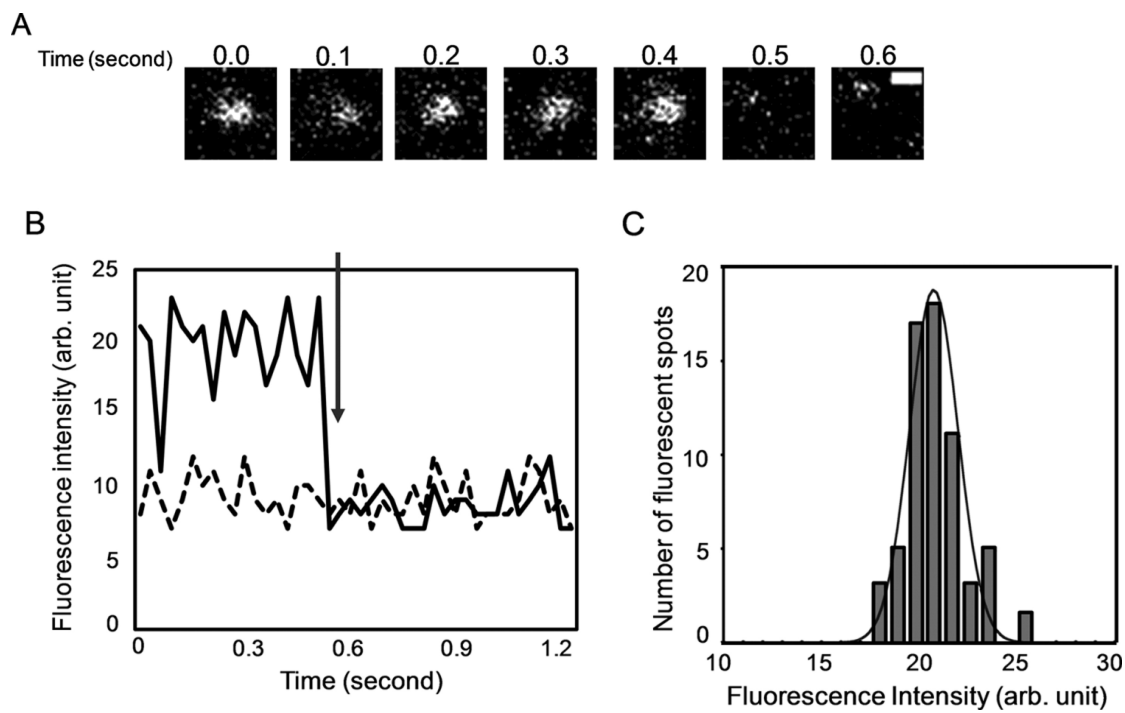 A
Time (second) 0.0 0.1 0.2 0.3 0.4 0.5 0.6
B
Fluorescence intensity (arb. unit)
25
20
15
10
5
0
0 0.3 0.6 0.9 1.2
Time (second)
C
Number of fluorescent spots
20
15
10
5
0
10 15 20 25 30
Fluorescence Intensity (arb. unit)